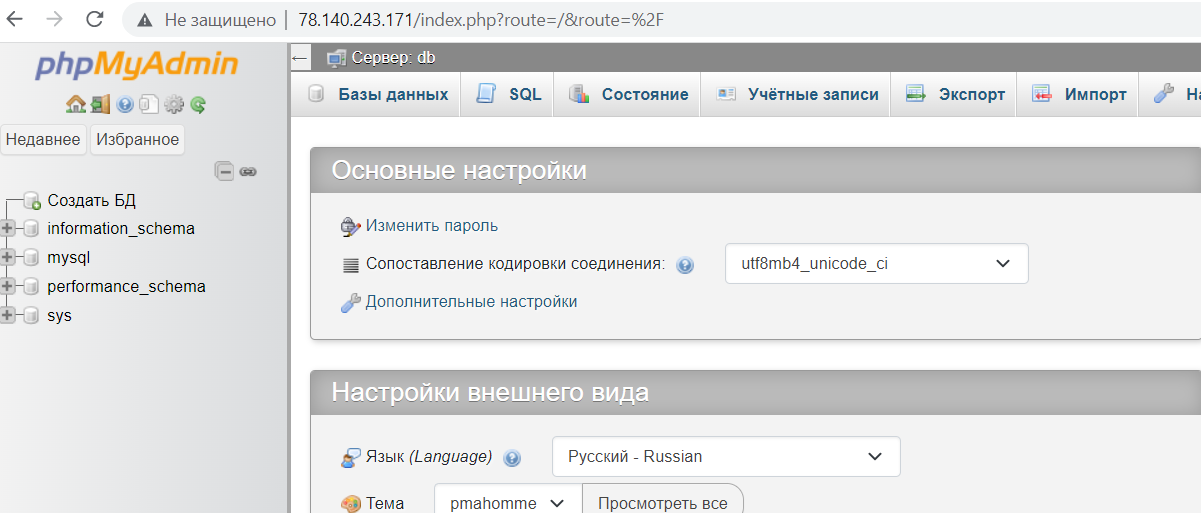 Не защищено 78.140.243.171/index.php?route=/&route=%2F
phpMyAdmin
Недавнее Избранное
Создать БД
information_schema
mysql
performance_schema
sys
Сервер: db
Базы данных SQL Состояние Учётные записи Экспорт Импорт На
Основные настройки
Изменить пароль
Сопоставление кодировки соединения: utf8mb4_unicode_ci
Дополнительные настройки
Настройки внешнего вида
Язык (Language) Русский - Russian
Тема pmahomme Просмотреть все